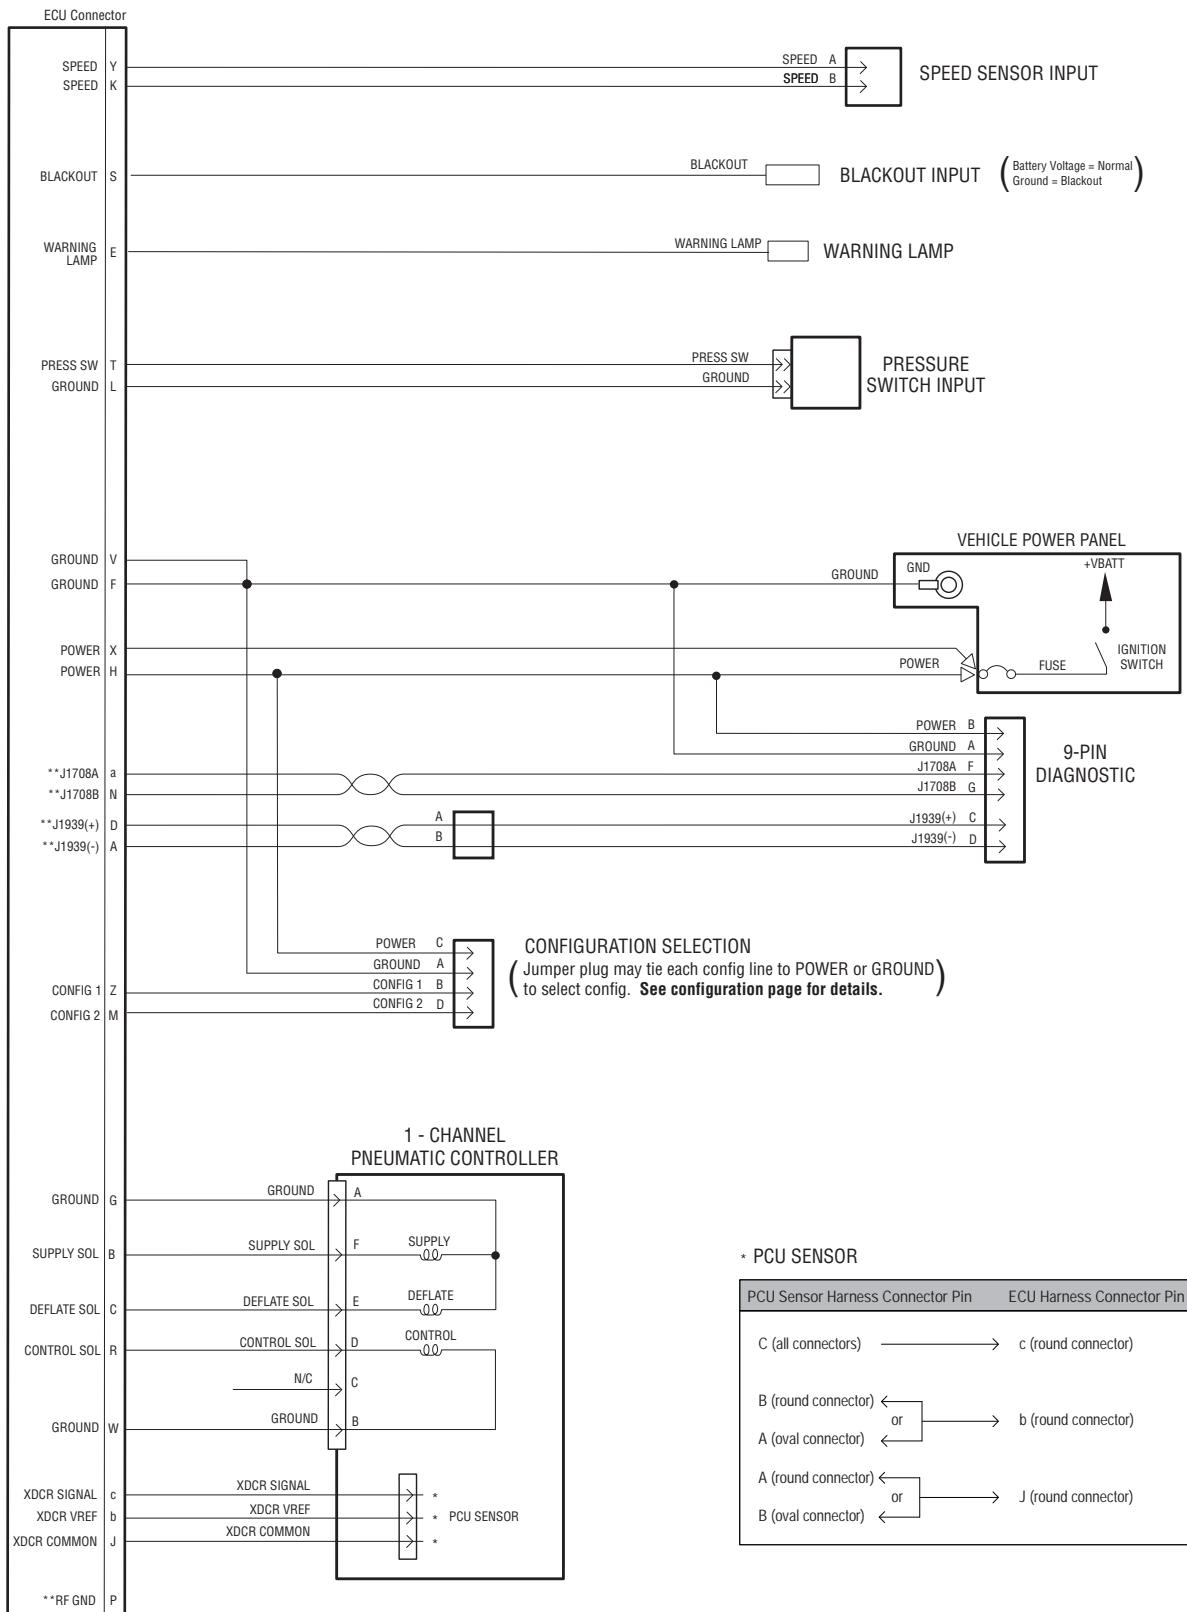 ECU Connector
SPEED Y SPEED A
SPEED K SPEED B
SPEED SENSOR INPUT
BLACKOUT S BLACKOUT
BLACKOUT INPUT
(Battery Voltage = Normal
Ground = Blackout)
WARNING
LAMP
E WARNING LAMP
WARNING LAMP
PRESS SW T PRESS SW
GROUND L GROUND
PRESSURE
SWITCH INPUT
VEHICLE POWER PANEL
GROUND V
GROUND F GROUND GND
+VBATT
POWER X
POWER H POWER
FUSE
IGNITION
SWITCH
POWER B
GROUND A
**J1708A a J1708A F
**J1708B N J1708B G
**J1939(+) D A J1939(+) C
**J1939(-) A B J1939(-) D
9-PIN
DIAGNOSTIC
POWER C
GROUND A
CONFIG 1 Z CONFIG 1 B
CONFIG 2 M CONFIG 2 D
CONFIGURATION SELECTION
(Jumper plug may tie each config line to POWER or GROUND
to select config. See configuration page for details.)
1 - CHANNEL
PNEUMATIC CONTROLLER
GROUND G GROUND A
SUPPLY SOL B SUPPLY SOL F SUPPLY
DEFLATE SOL C DEFLATE SOL E DEFLATE
CONTROL SOL R CONTROL SOL D CONTROL
N/C C
GROUND W GROUND B
XDCR SIGNAL c XDCR SIGNAL *
XDCR VREF b XDCR VREF * PCU SENSOR
XDCR COMMON J XDCR COMMON *
**RF GND P
* PCU SENSOR
PCU Sensor Harness Connector Pin ECU Harness Connector Pin
C (all connectors) c (round connector)
B (round connector)
or b (round connector)
A (oval connector)
A (round connector)
or J (round connector)
B (oval connector)